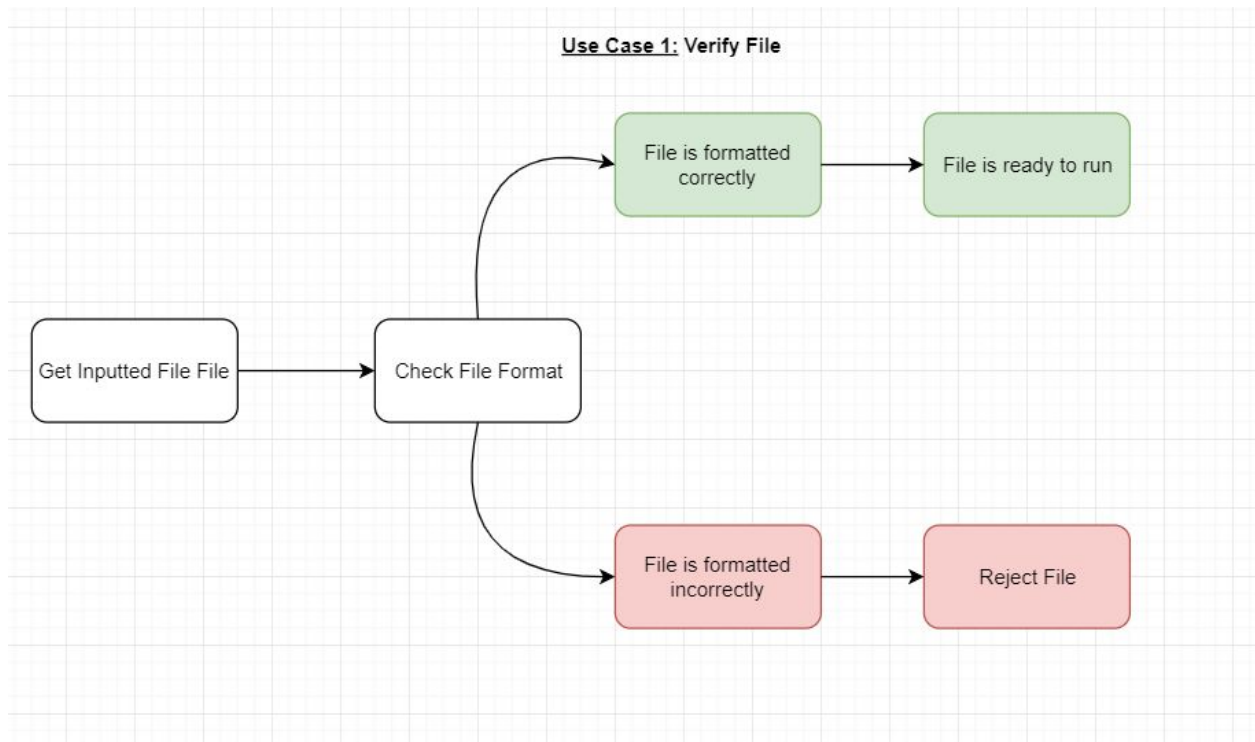 Use Case 1: Verify File
File is formatted
correctly
File is ready to run
Get Inputted File File
Check File Format
File is formatted
incorrectly
Reject File